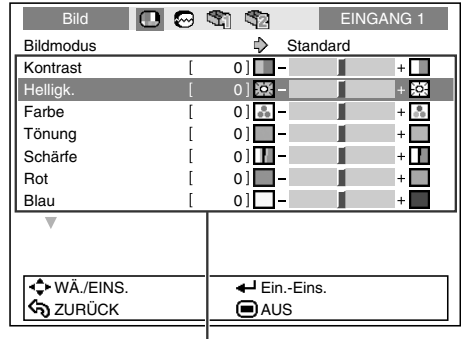 Bild EINGANG 1
Bildmodus Standard
Kontrast [ 0 ] – +
Helligk. [ 0 ] – +
Farbe [ 0 ] – +
Tönung [ 0 ] – +
Schärfe [ 0 ] – +
Rot [ 0 ] – +
Blau [ 0 ] – +
WÄ./EINS. Ein.-Eins.
ZURÜCK AUS